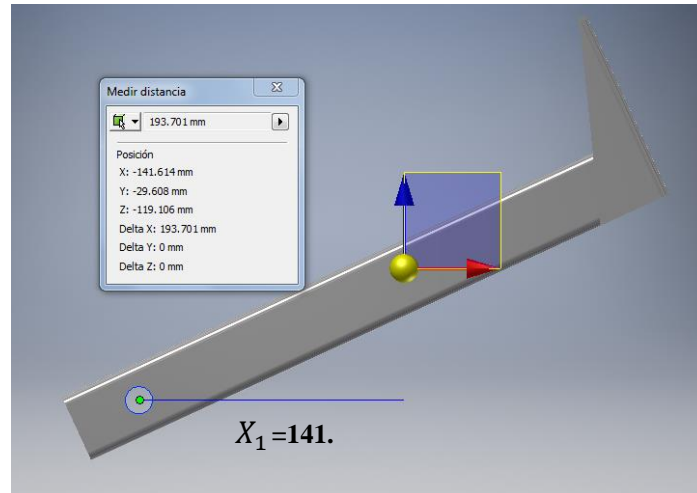 Medir distancia
193.701 mm
Posición
X: -141.614 mm
Y: -29.608 mm
Z: -119.106 mm
Delta X: 193.701 mm
Delta Y: 0 mm
Delta Z: 0 mm
X₁ =141.